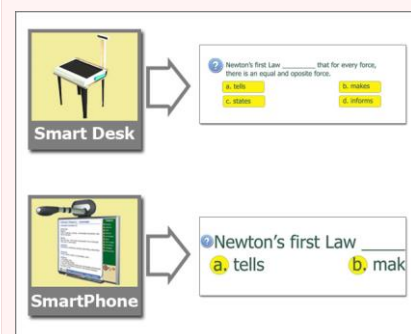 Smart Desk
Newton's first Law ________ that for every force,
there is an equal and oposite force.
a. tells
b. makes
c. states
d. informs
SmartPhone
Newton's first Law _____
a. tells
b. mak